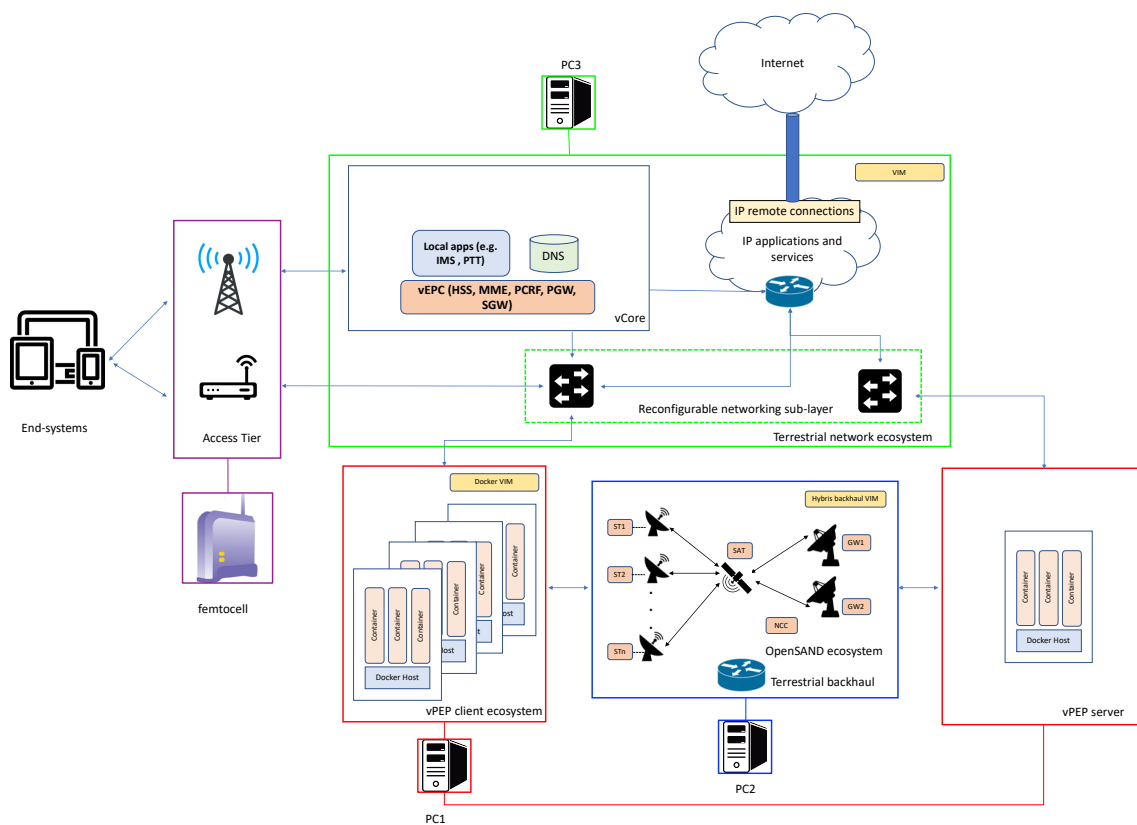 PC3
Internet
VIM
IP remote connections
IP applications and
services
Local apps (e.g.
IMS , PTT)
DNS
vEPC (HSS, MME, PCRF, PGW,
SGW)
vCore
Reconfigurable networking sub-layer
Terrestrial network ecosystem
End-systems
Access Tier
femtocell
Docker VIM
Container
Container
Container
Container
Container
Container
Docker Host
Host
Host
vPEP client ecosystem
PC1
Hybris backhaul VIM
ST1
ST2
STn
SAT
GW1
GW2
NCC
OpenSAND ecosystem
Terrestrial backhaul
PC2
Container
Container
Container
Docker Host
vPEP server